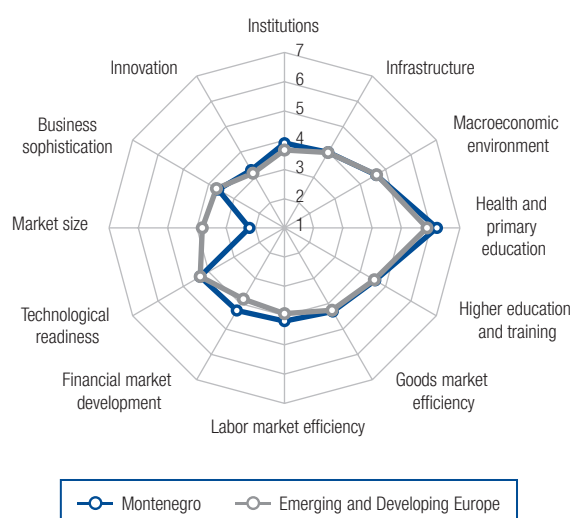 Institutions
Infrastructure
Macroeconomic
environment
Health and
primary
education
Higher education
and training
Goods market
efficiency
Labor market efficiency
Financial market
development
Technological
readiness
Market size
Business
sophistication
Innovation
7
6
5
4
3
2
1
Montenegro
Emerging and Developing Europe